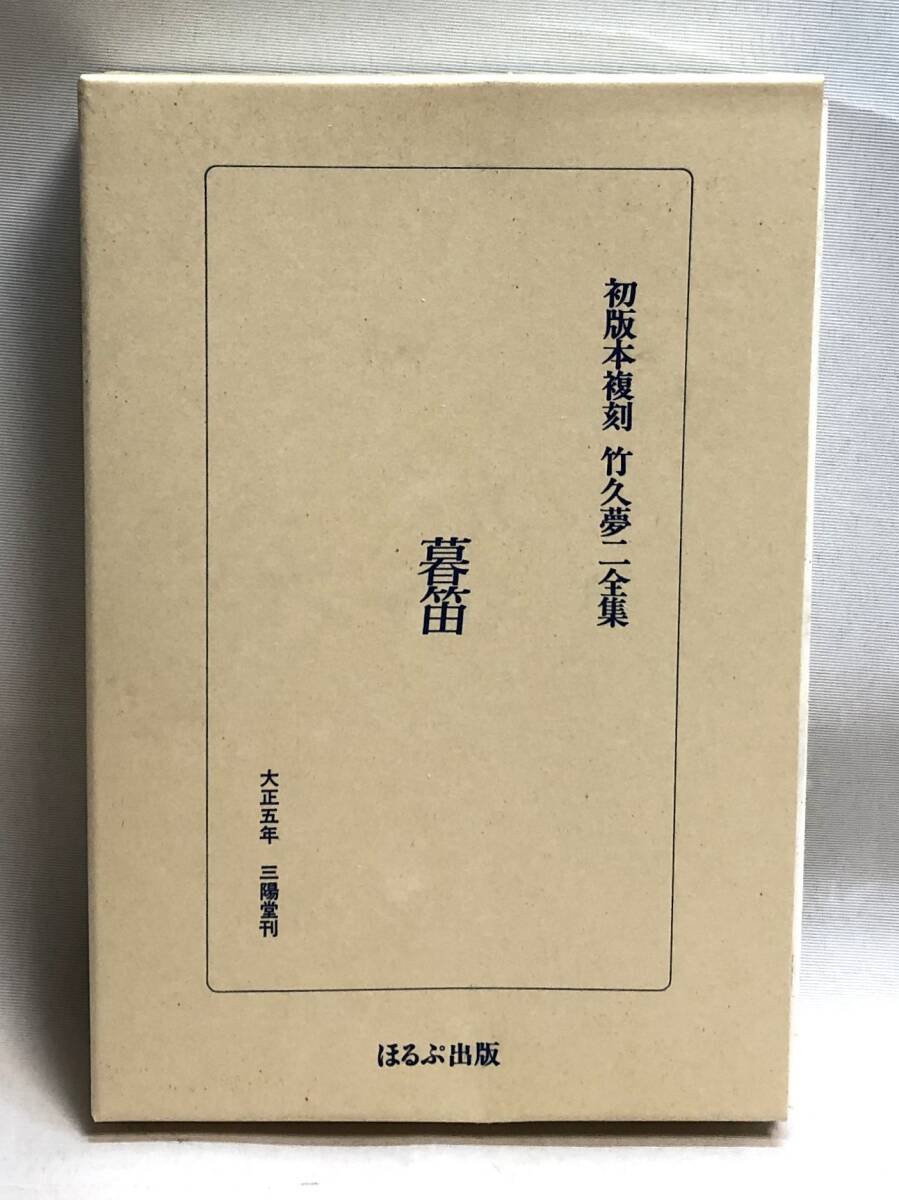 初版本複刻 竹久夢二全集
暮笛
大正五年 三陽堂刊
ほるぷ出版